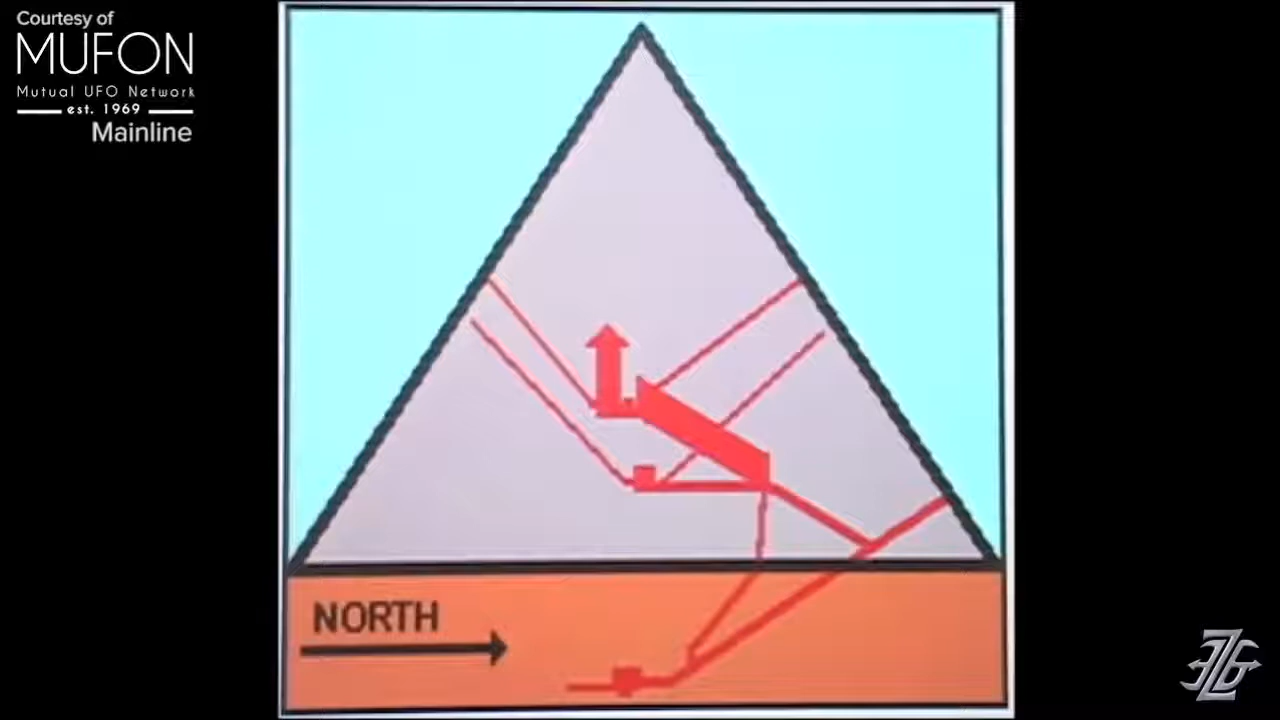 Courtesy of
MUFON
Mutual UFO Network
est. 1969
Mainline
NORTH